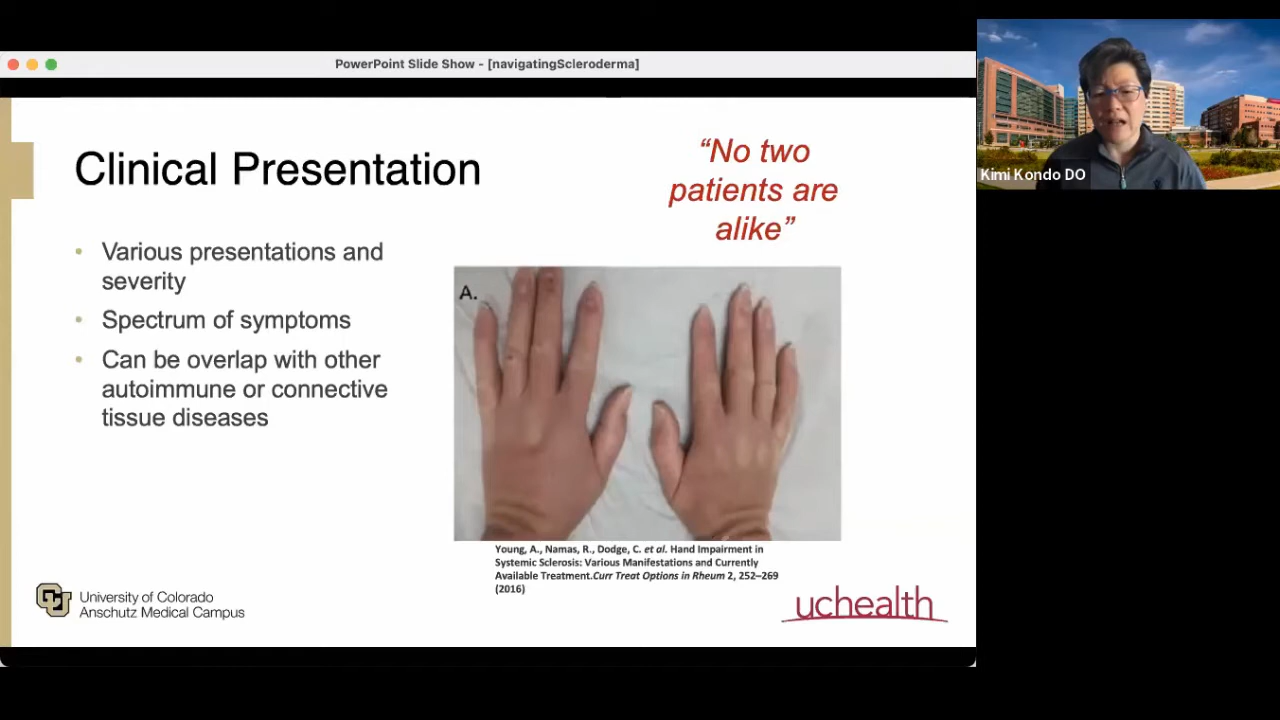 PowerPoint Slide Show - [navigatingScleroderma]
Clinical Presentation
“No two
patients are
alike”
• Various presentations and
severity
• Spectrum of symptoms
• Can be overlap with other
autoimmune or connective
tissue diseases
A.
Young, A., Namas, R., Dodge, C. et al. Hand Impairment in
Systemic Sclerosis: Various Manifestations and Currently
Available Treatment.Curr Treat Options in Rheum 2, 252–269
(2016)
CU
University of Colorado
Anschutz Medical Campus
uchealth
Kimi Kondo DO